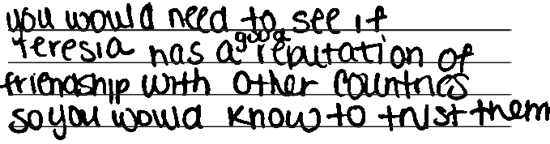 you would need to see if
teresia has a good reputation of
friendship with other countries
so you would know to trust them